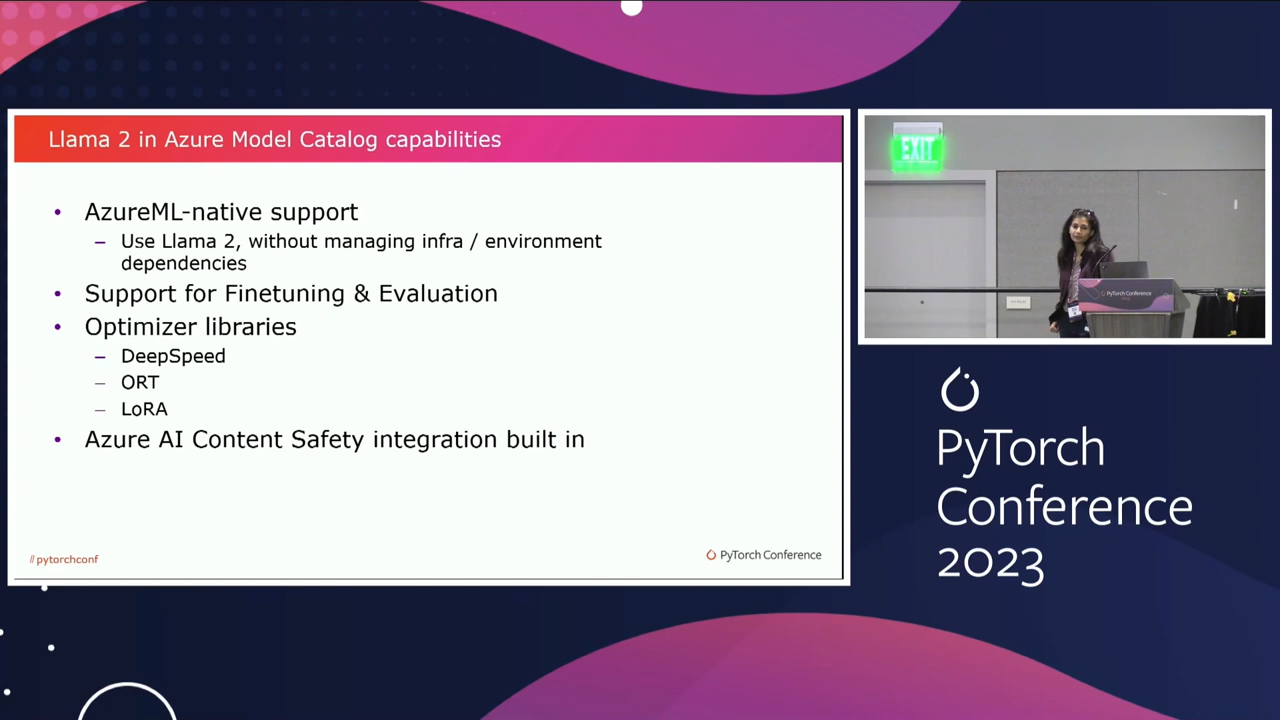 Llama 2 in Azure Model Catalog capabilities
• AzureML-native support
– Use Llama 2, without managing infra / environment
dependencies
• Support for Finetuning & Evaluation
• Optimizer libraries
– DeepSpeed
– ORT
– LoRA
• Azure AI Content Safety integration built in
//pytorchconf
PyTorch Conference
EXIT
PyTorch Conference
PyTorch
Conference
2023